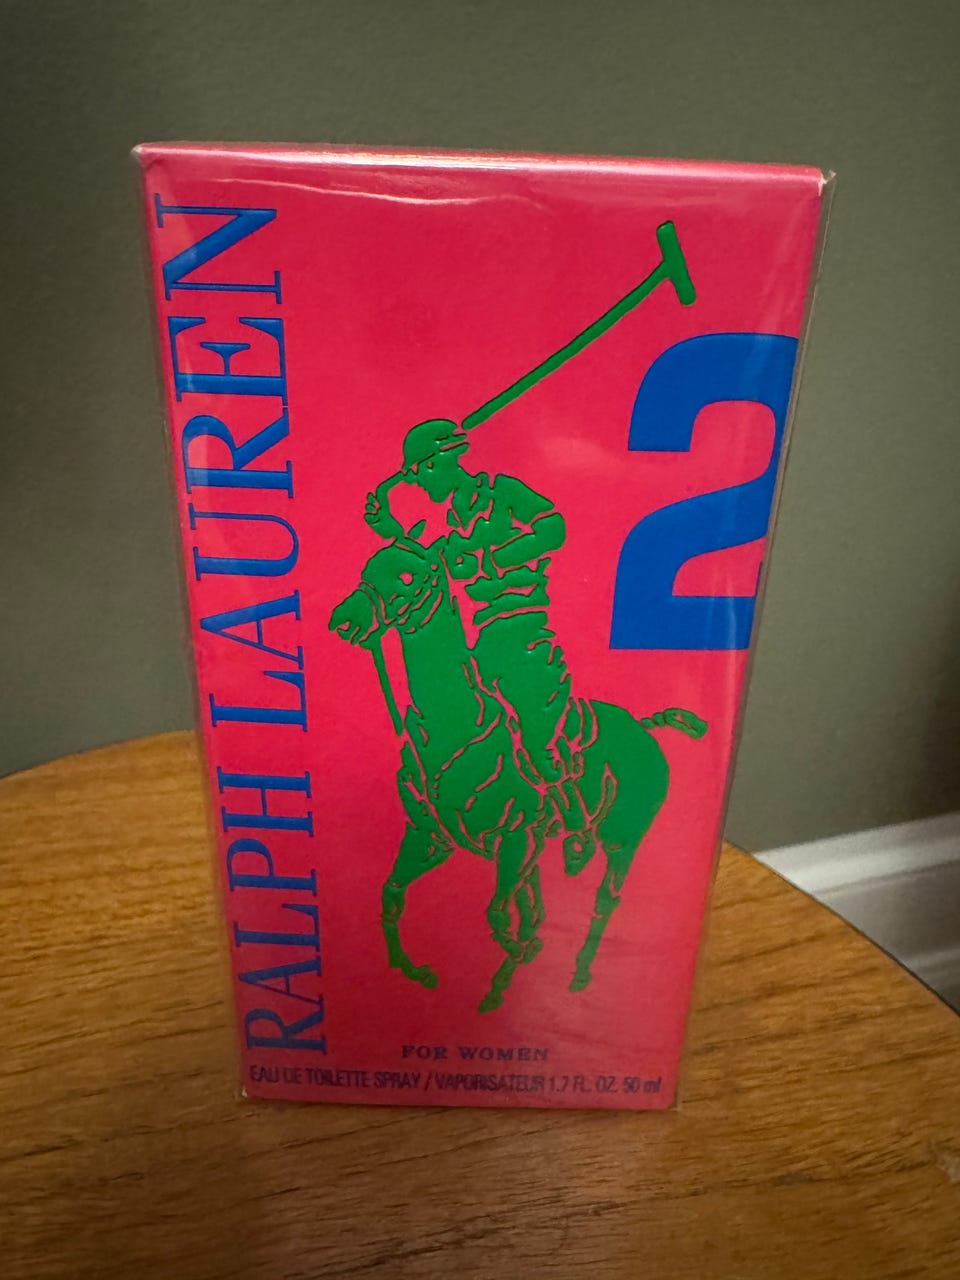 RALPH LAUREN
2
FOR WOMEN
EAU DE TOILETTE SPRAY / VAPORISATEUR 1.7 FL. OZ. 50 ml